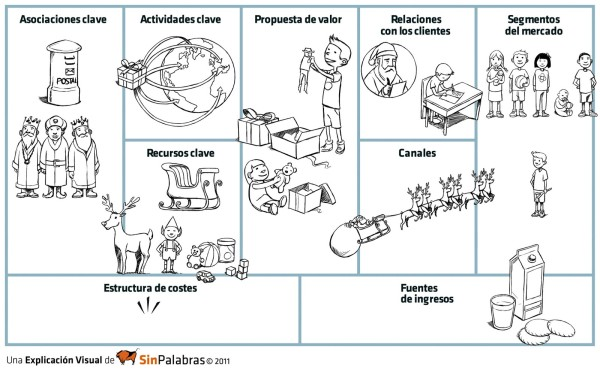 Asociaciones clave
Actividades clave
Propuesta de valor
Relaciones
con los clientes
Segmentos
del mercado
POSTAL
Recursos clave
Canales
Estructura de costes
Fuentes
de ingresos
Una Explicación Visual de SinPalabras © 2011